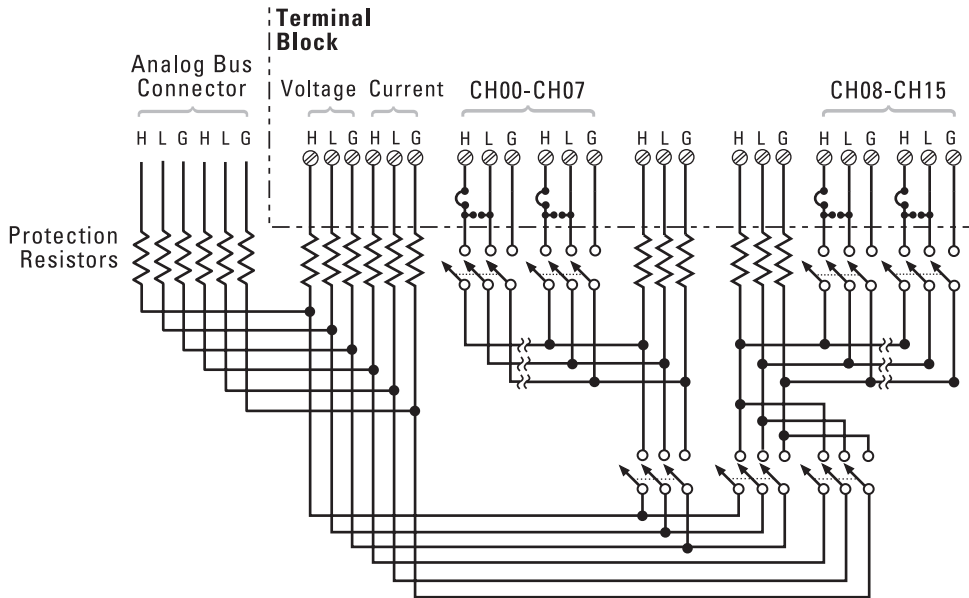 Terminal
Block
Analog Bus
Connector
Voltage Current CH00-CH07 CH08-CH15
H L G H L G H L G H L G H L G H L G H L G H L G H L G H L G
Protection
Resistors